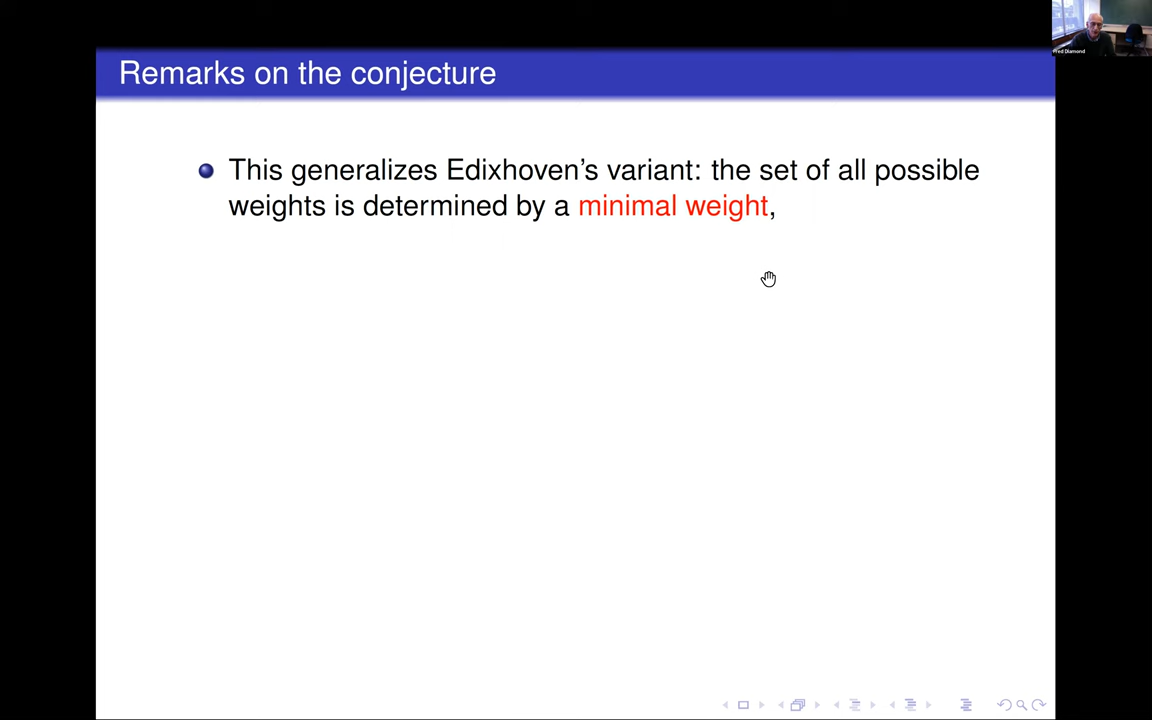 Remarks on the conjecture
This generalizes Edixhoven's variant: the set of all possible
weights is determined by a minimal weight,
Fred Diamond